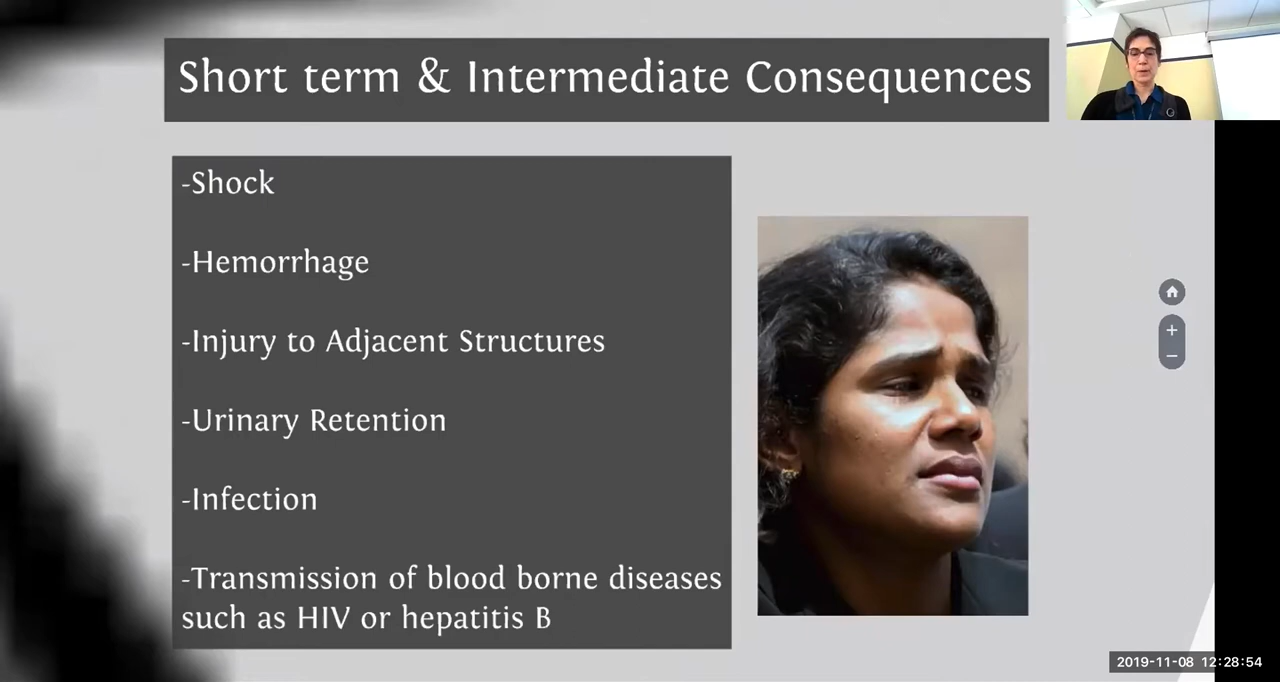 Short term & Intermediate Consequences
-Shock
-Hemorrhage
-Injury to Adjacent Structures
-Urinary Retention
-Infection
-Transmission of blood borne diseases
such as HIV or hepatitis B
2019-11-08 12:28:54